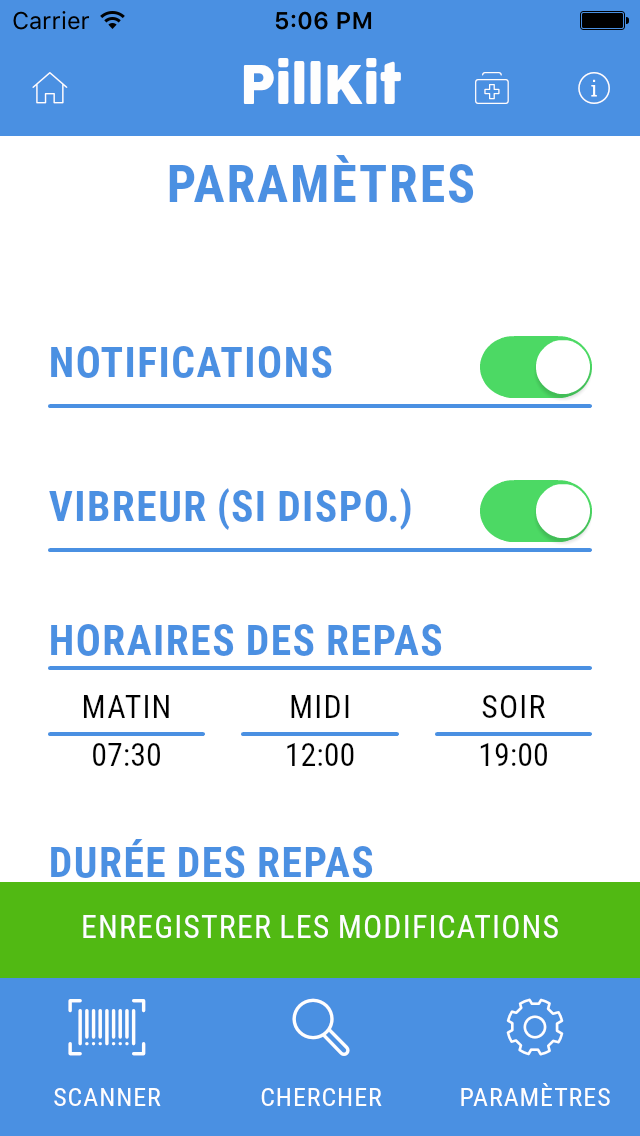 Carrier 5:06 PM
PillKit
PARAMÈTRES
NOTIFICATIONS
VIBREUR (SI DISPO.)
HORAIRES DES REPAS
MATIN MIDI SOIR
07:30 12:00 19:00
DURÉE DES REPAS
ENREGISTRER LES MODIFICATIONS
SCANNER CHERCHER PARAMÈTRES